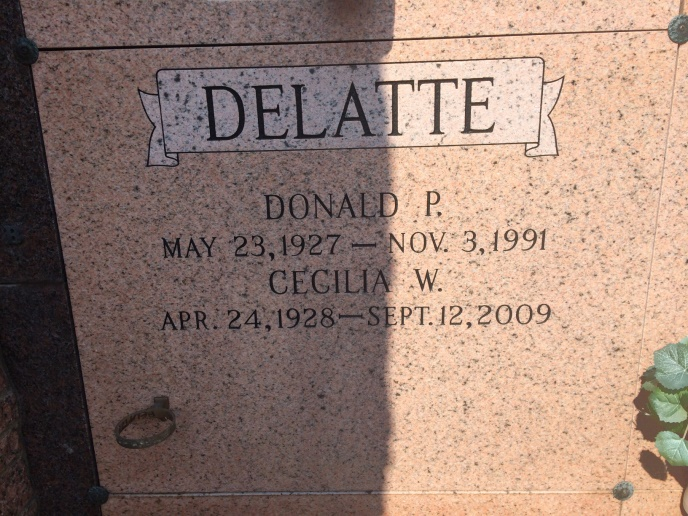 DELATTE
DONALD P.
MAY 23, 1927 — NOV. 3, 1991
CECILIA W.
APR. 24, 1928 — SEPT. 12, 2009